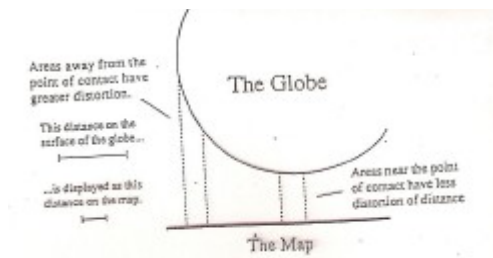 Areas away from the
point of contact have
greater distortion.
The Globe
This distance on the
surface of the globe...
...is displayed as this
distance on the map.
Areas near the point
of contact have less
distortion of distance
The Map